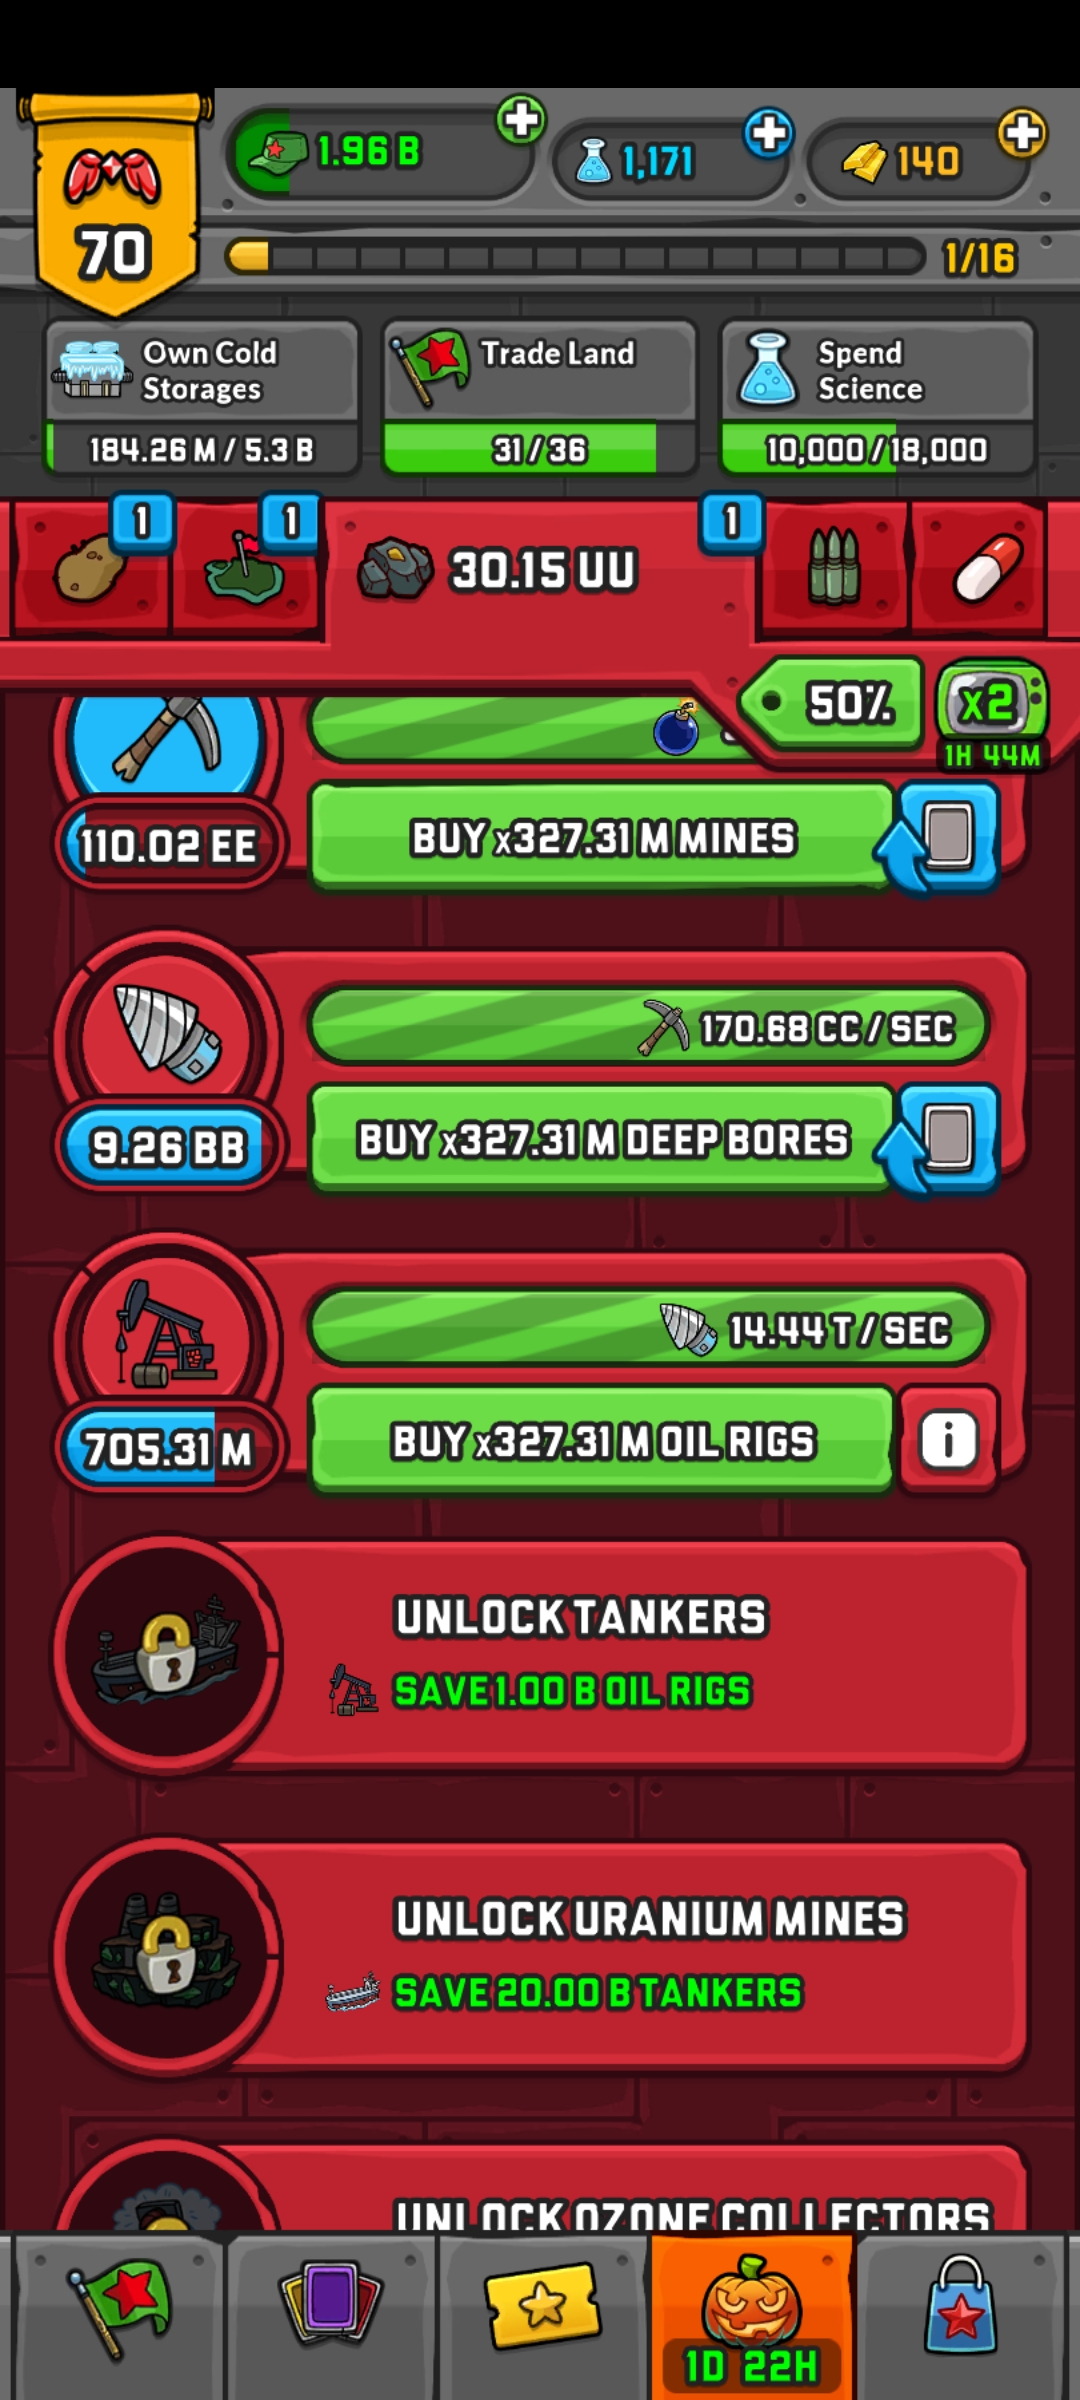 70
1.96 B
1,171
140
1/16
Own Cold
Storages
184.26 M / 5.3 B
Trade Land
31 / 36
Spend
Science
10,000 / 18,000
1
1
30.15 UU
1
50%
x2
1H 44M
110.02 EE
BUY x327.31 M MINES
170.68 CC / SEC
9.26 BB
BUY x327.31 M DEEP BORES
14.44 T / SEC
705.31 M
BUY x327.31 M OIL RIGS
i
UNLOCK TANKERS
SAVE 1.00 B OIL RIGS
UNLOCK URANIUM MINES
SAVE 20.00 B TANKERS
UNLOCK OZONE COLLECTORS
1D 22H